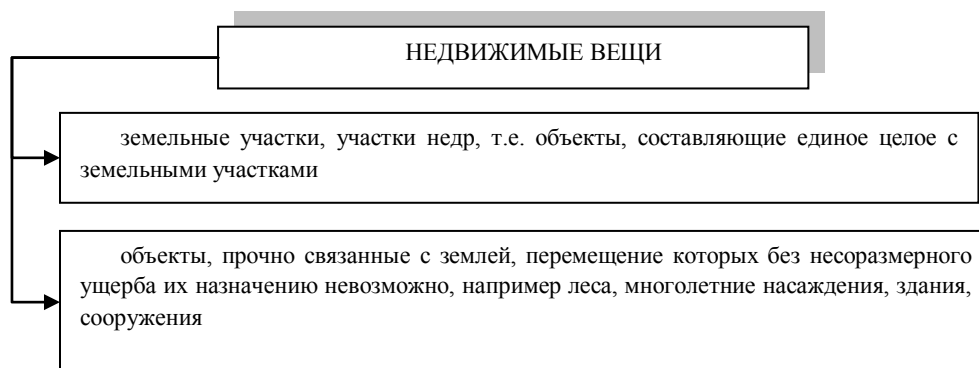 НЕДВИЖИМЫЕ ВЕЩИ
земельные участки, участки недр, т.е. объекты, составляющие единое целое с
земельными участками
объекты, прочно связанные с землей, перемещение которых без несоразмерного
ущерба их назначению невозможно, например леса, многолетние насаждения, здания,
сооружения